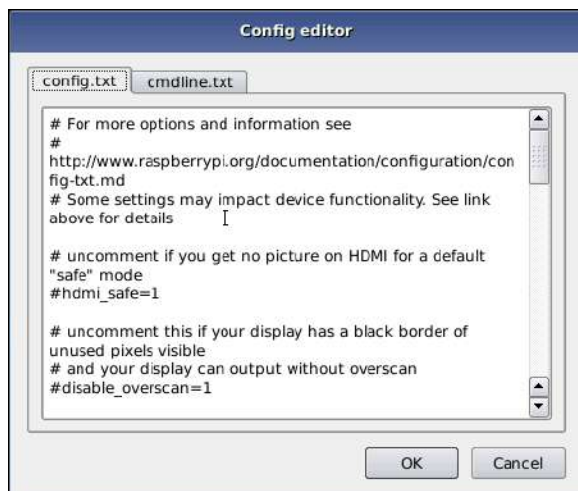 Config editor
config.txt
cmdline.txt
# For more options and information see
#
http://www.raspberrypi.org/documentation/configuration/con
fig-txt.md
# Some settings may impact device functionality. See link
above for details
# uncomment if you get no picture on HDMI for a default
"safe" mode
#hdmi_safe=1
# uncomment this if your display has a black border of
unused pixels visible
# and your display can output without overscan
#disable_overscan=1
OK
Cancel